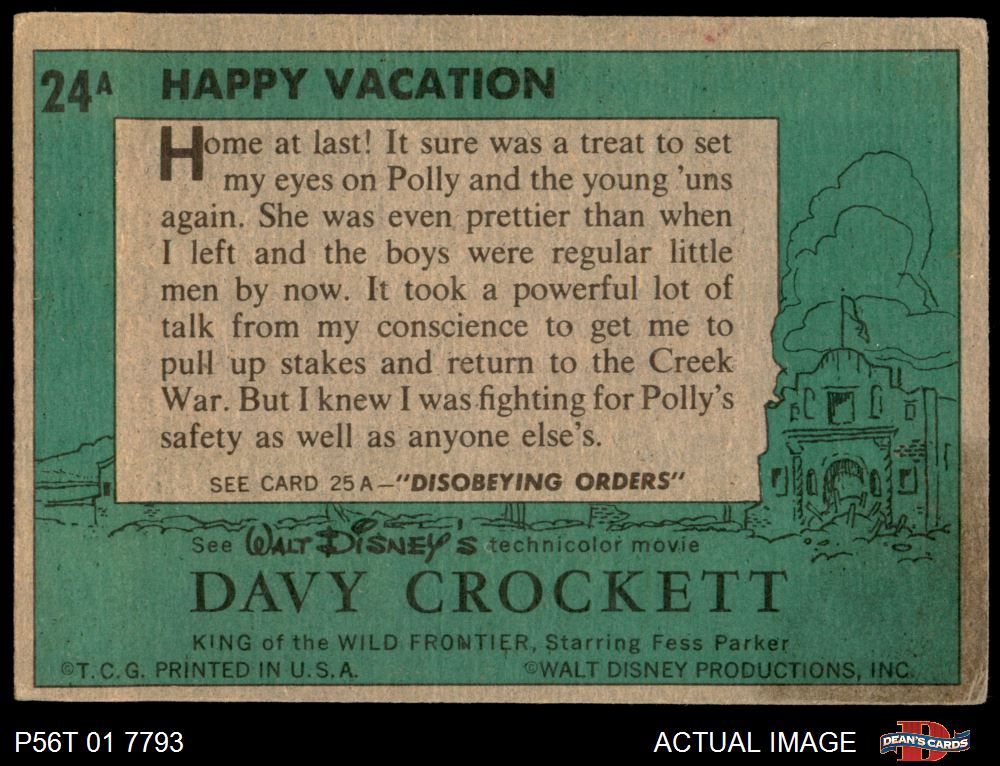 24A HAPPY VACATION
Home at last! It sure was a treat to set
my eyes on Polly and the young 'uns
again. She was even prettier than when
I left and the boys were regular little
men by now. It took a powerful lot of
talk from my conscience to get me to
pull up stakes and return to the Creek
War. But I knew I was fighting for Polly's
safety as well as anyone else's.
SEE CARD 25A—"DISOBEYING ORDERS"
See WALT DISNEY'S technicolor movie
DAVY CROCKETT
KING of the WILD FRONTIER, Starring Fess Parker
©T.C.G. PRINTED IN U.S.A. ©WALT DISNEY PRODUCTIONS, INC.
P56T 01 7793 ACTUAL IMAGE DEAN'S CARDS